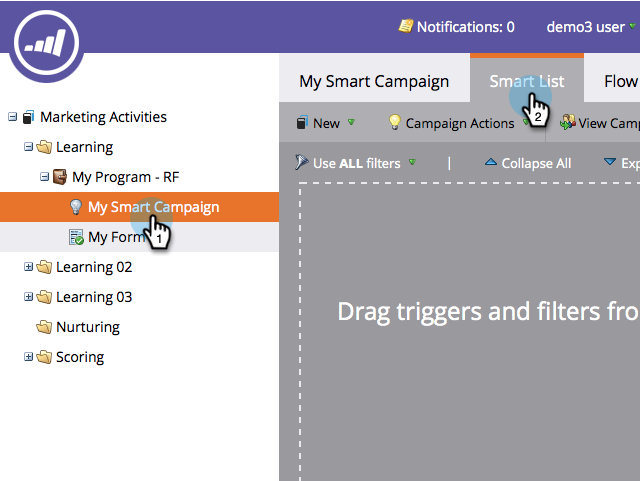 Notifications: 0
demo3 user
My Smart Campaign
Smart List
Flow
New
Campaign Actions
View Camp
Use ALL filters
|
Collapse All
Exp
Drag triggers and filters fro
Marketing Activities
Learning
My Program - RF
My Smart Campaign
My Form
Learning 02
Learning 03
Nurturing
Scoring
1
2